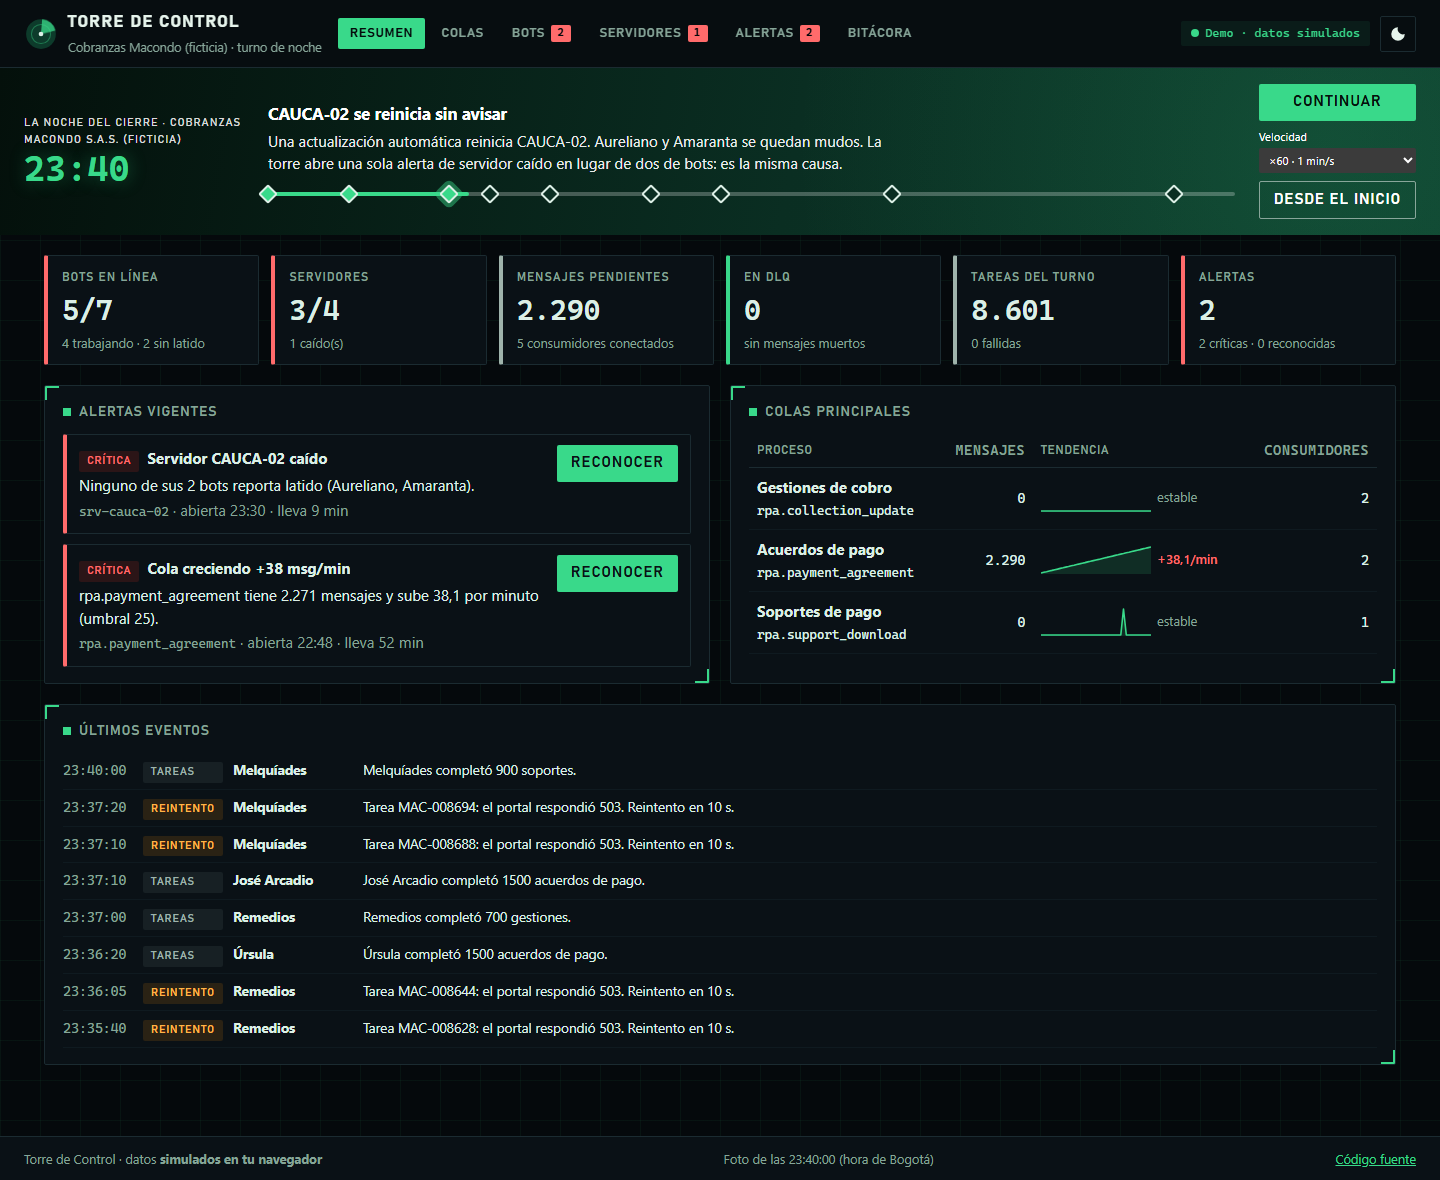 TORRE DE CONTROL
Cobranzas Macondo (ficticia) · turno de noche
RESUMEN
COLAS
BOTS 2
SERVIDORES 1
ALERTAS 2
BITÁCORA
Demo · datos simulados
LA NOCHE DEL CIERRE · COBRANZAS
MACONDO S.A.S. (FICTICIA)
23:40
CAUCA-02 se reinicia sin avisar
Una actualización automática reinicia CAUCA-02. Aureliano y Amaranta se quedan mudos. La
torre abre una sola alerta de servidor caído en lugar de dos de bots: es la misma causa.
CONTINUAR
Velocidad
×60 · 1 min/s
DESDE EL INICIO
BOTS EN LÍNEA
5/7
4 trabajando · 2 sin latido
SERVIDORES
3/4
1 caído(s)
MENSAJES PENDIENTES
2.290
5 consumidores conectados
EN DLQ
0
sin mensajes muertos
TAREAS DEL TURNO
8.601
0 fallidas
ALERTAS
2
2 críticas · 0 reconocidas
ALERTAS VIGENTES
CRÍTICA Servidor CAUCA-02 caído
Ninguno de sus 2 bots reporta latido (Aureliano, Amaranta).
srv-cauca-02 · abierta 23:30 · lleva 9 min
RECONOCER
CRÍTICA Cola creciendo +38 msg/min
rpa.payment_agreement tiene 2.271 mensajes y sube 38,1 por minuto
(umbral 25).
rpa.payment_agreement · abierta 22:48 · lleva 52 min
RECONOCER
COLAS PRINCIPALES
PROCESO MENSAJES TENDENCIA CONSUMIDORES
Gestiones de cobro
rpa.collection_update
0 estable 2
Acuerdos de pago
rpa.payment_agreement
2.290 +38,1/min 2
Soportes de pago
rpa.support_download
0 estable 1
ÚLTIMOS EVENTOS
23:40:00 TAREAS Melquíades Melquíades completó 900 soportes.
23:37:20 REINTENTO Melquíades Tarea MAC-008694: el portal respondió 503. Reintento en 10 s.
23:37:10 REINTENTO Melquíades Tarea MAC-008688: el portal respondió 503. Reintento en 10 s.
23:37:10 TAREAS José Arcadio José Arcadio completó 1500 acuerdos de pago.
23:37:00 TAREAS Remedios Remedios completó 700 gestiones.
23:36:20 TAREAS Úrsula Úrsula completó 1500 acuerdos de pago.
23:36:05 REINTENTO Remedios Tarea MAC-008644: el portal respondió 503. Reintento en 10 s.
23:35:40 REINTENTO Remedios Tarea MAC-008628: el portal respondió 503. Reintento en 10 s.
Torre de Control · datos simulados en tu navegador
Foto de las 23:40:00 (hora de Bogotá)
Código fuente